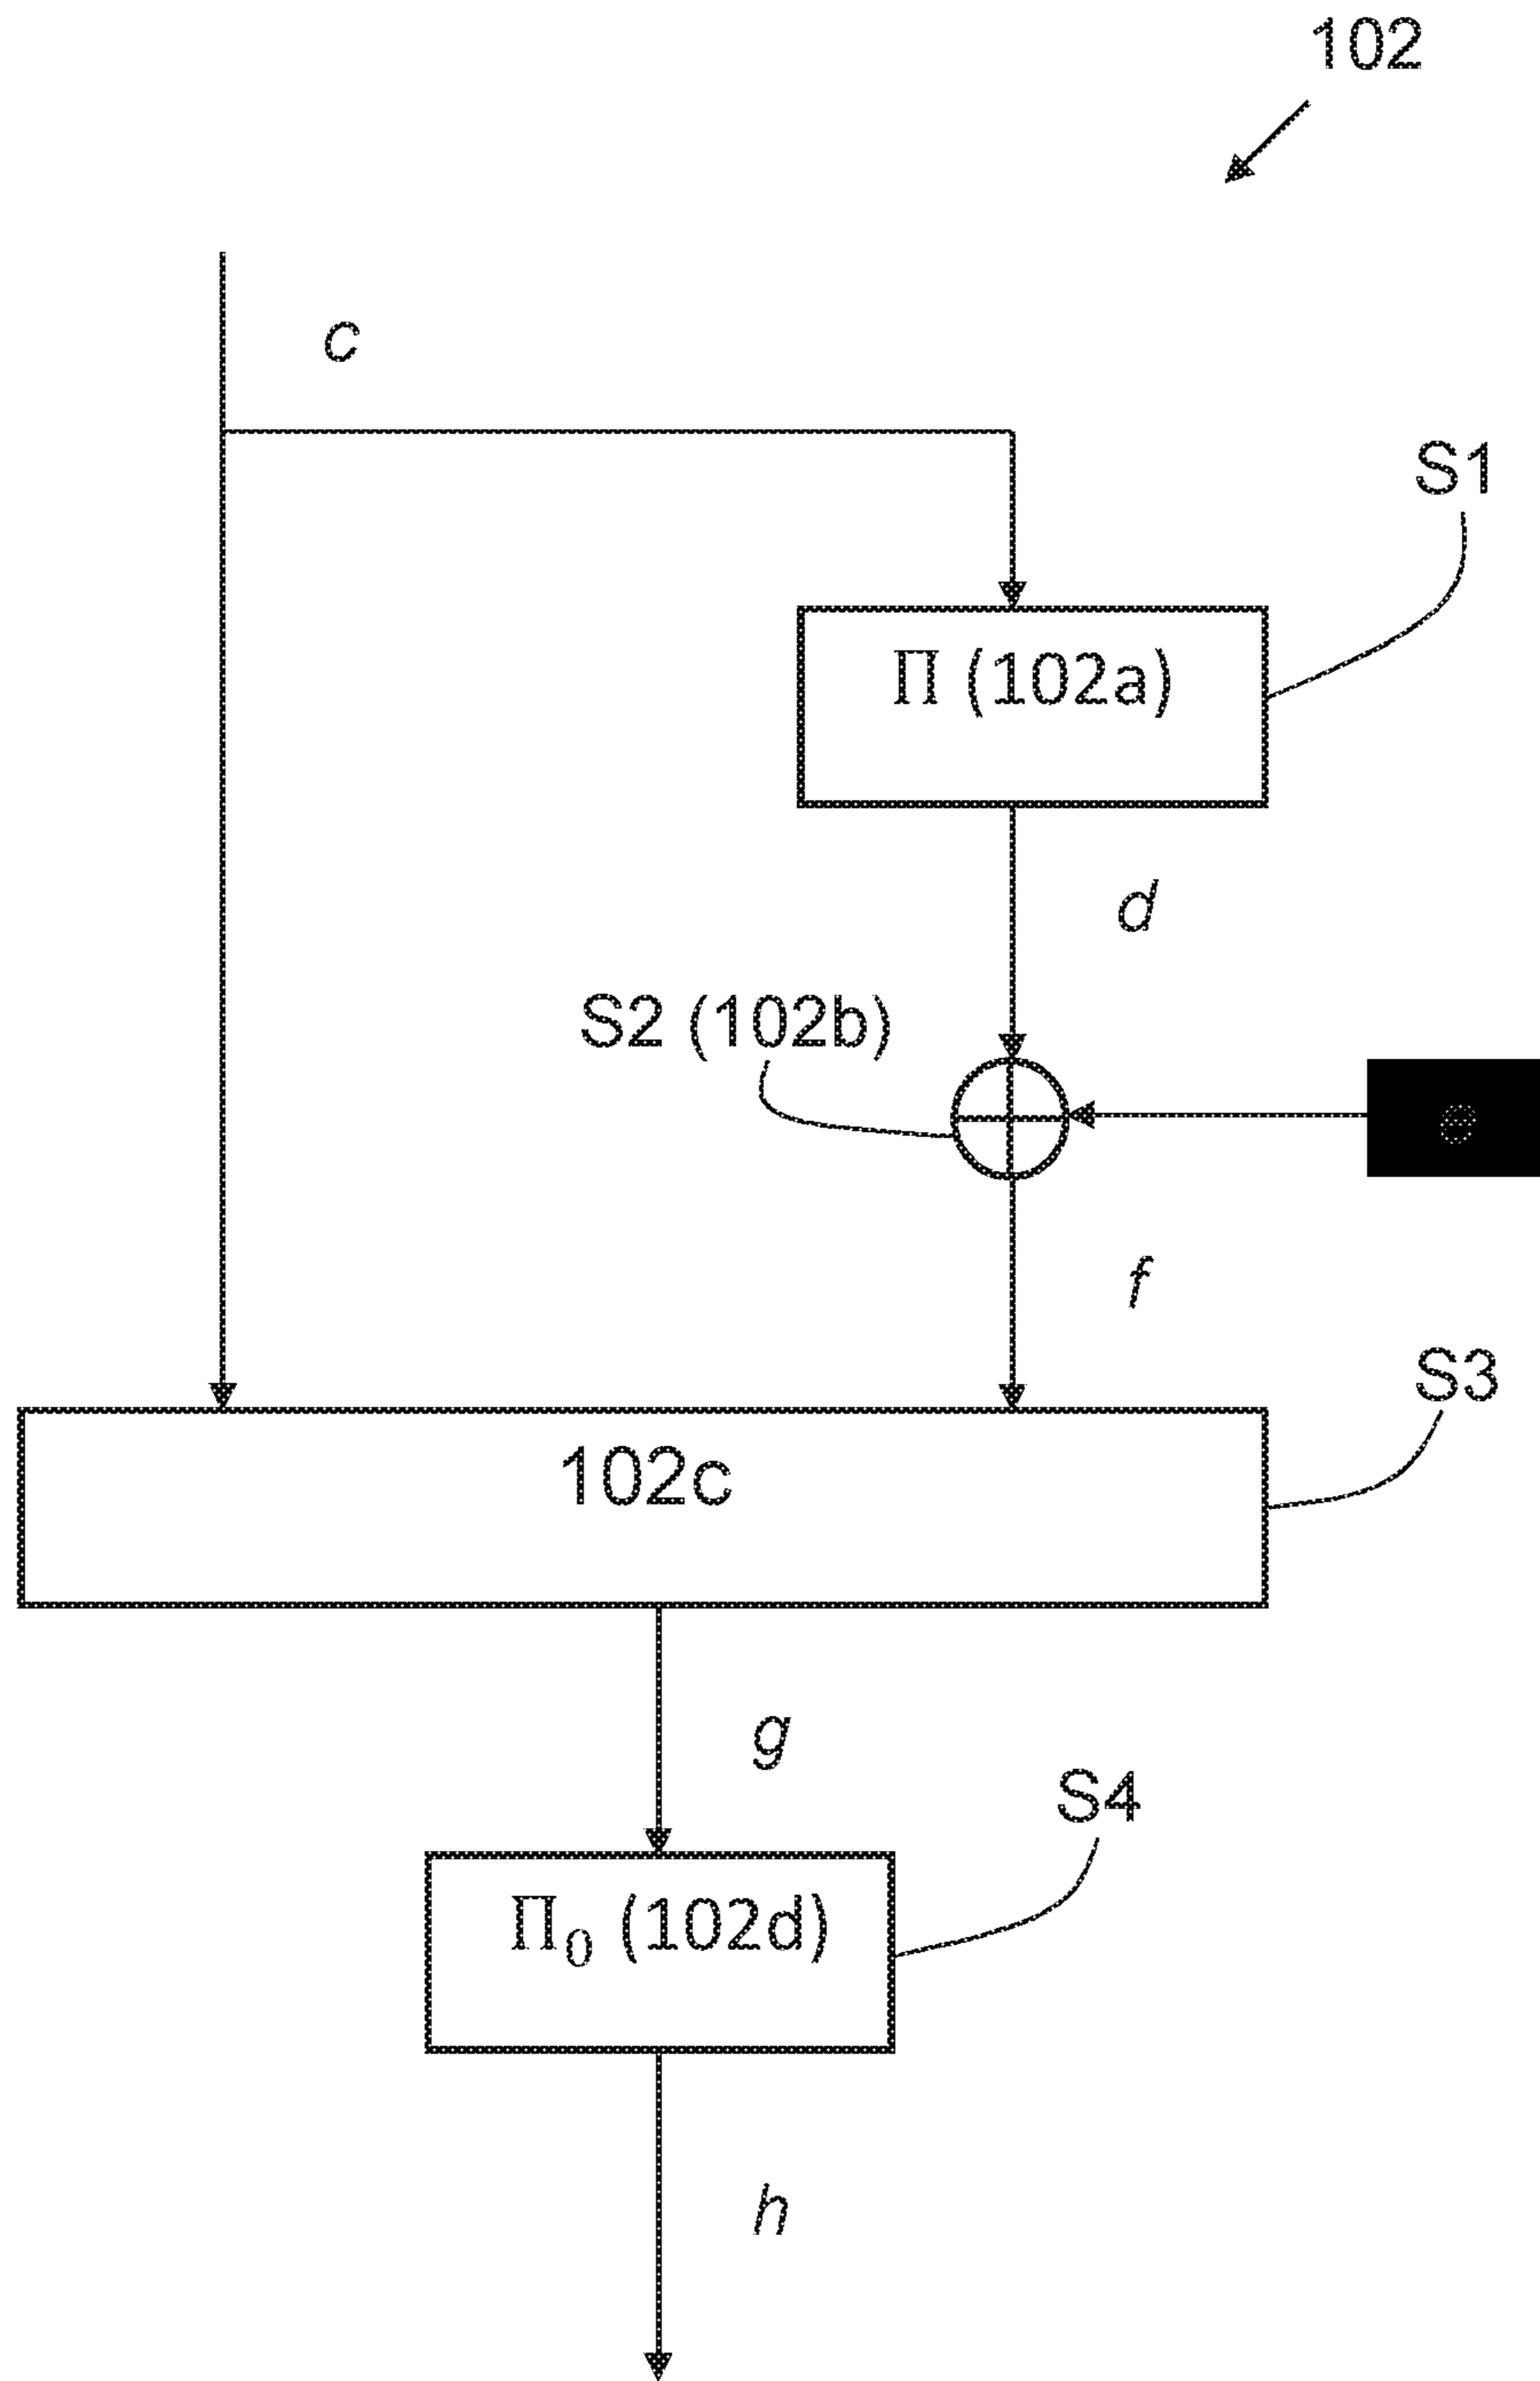 102
c
S1
Π (102a)
d
S2 (102b)
e
f
S3
102c
g
S4
Π₀ (102d)
h